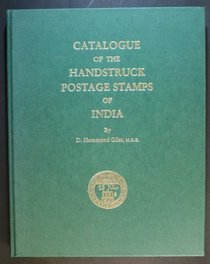 CATALOGUE
OF THE
HANDSTRUCK
POSTAGE STAMPS
OF
INDIA
By
D. Hammond Giles, M.B.E.